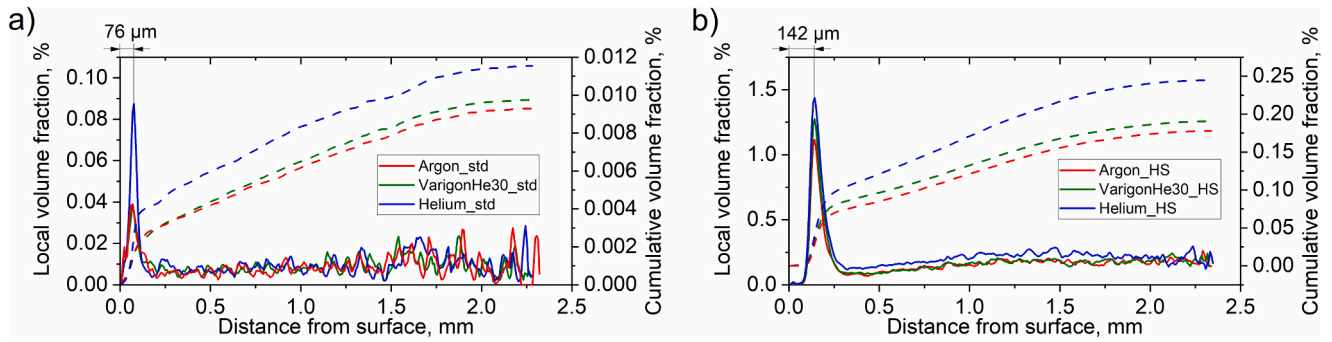 a)
76 µm
Local volume fraction, %
0.10
0.08
0.06
0.04
0.02
0.00
0.0 0.5 1.0 1.5 2.0 2.5
Distance from surface, mm
0.012
0.010
0.008
0.006
0.004
0.002
0.000
Cumulative volume fraction, %
Argon_std
VarigonHe30_std
Helium_std
b)
142 µm
Local volume fraction, %
1.5
1.0
0.5
0.0
0.0 0.5 1.0 1.5 2.0 2.5
Distance from surface, mm
0.25
0.20
0.15
0.10
0.05
0.00
Cumulative volume fraction, %
Argon_HS
VarigonHe30_HS
Helium_HS